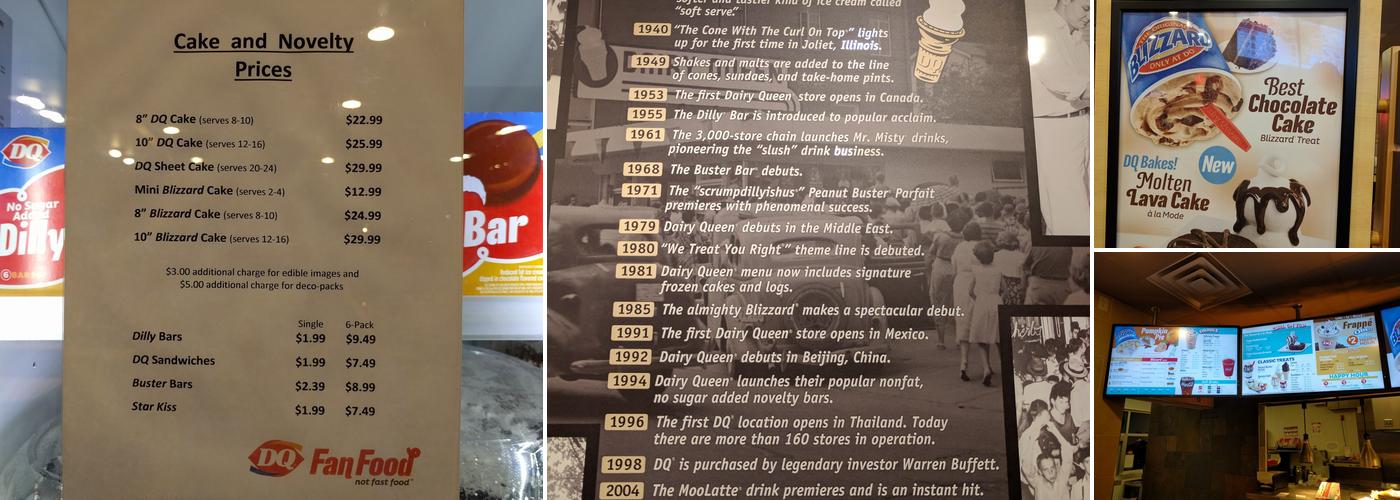 Cake and Novelty
Prices
8" DQ Cake (serves 8-10) $22.99
10" DQ Cake (serves 12-16) $25.99
DQ Sheet Cake (serves 20-24) $29.99
Mini Blizzard Cake (serves 2-4) $12.99
8" Blizzard Cake (serves 8-10) $24.99
10" Blizzard Cake (serves 12-16) $29.99
$3.00 additional charge for edible images and
$5.00 additional charge for deco-packs
Single 6-Pack
Dilly Bars $1.99 $9.49
DQ Sandwiches $1.99 $7.49
Buster Bars $2.39 $8.99
Star Kiss $1.99 $7.49
DQ Fan Food
not fast food
DQ
No Sugar
Added
Dilly
6 BARS
Bar
softer and tastier kind of ice cream called
"soft serve."
1940 "The Cone With The Curl On Top" lights
up for the first time in Joliet, Illinois.
1949 Shakes and malts are added to the line
of cones, sundaes, and take-home pints.
1953 The first Dairy Queen store opens in Canada.
1955 The Dilly Bar is introduced to popular acclaim.
1961 The 3,000-store chain launches Mr. Misty drinks,
pioneering the "slush" drink business.
1968 The Buster Bar debuts.
1971 The "scrumpdillyishus" Peanut Buster Parfait
premieres with phenomenal success.
1979 Dairy Queen debuts in the Middle East.
1980 "We Treat You Right" theme line is debuted.
1981 Dairy Queen menu now includes signature
frozen cakes and logs.
1985 The almighty Blizzard makes a spectacular debut.
1991 The first Dairy Queen store opens in Mexico.
1992 Dairy Queen debuts in Beijing, China.
1994 Dairy Queen launches their popular nonfat,
no sugar added novelty bars.
1996 The first DQ location opens in Thailand. Today
there are more than 160 stores in operation.
1998 DQ is purchased by legendary investor Warren Buffett.
2004 The MooLatte drink premieres and is an instant hit.
THE ORIGINAL
BLIZZARD
ONLY AT DQ
Best
Chocolate
Cake
Blizzard Treat
DQ Bakes!
New
Molten
Lava Cake
à la Mode
Pumpkin
Pie
Frappé
CLASSIC TREATS
HAPPY HOUR